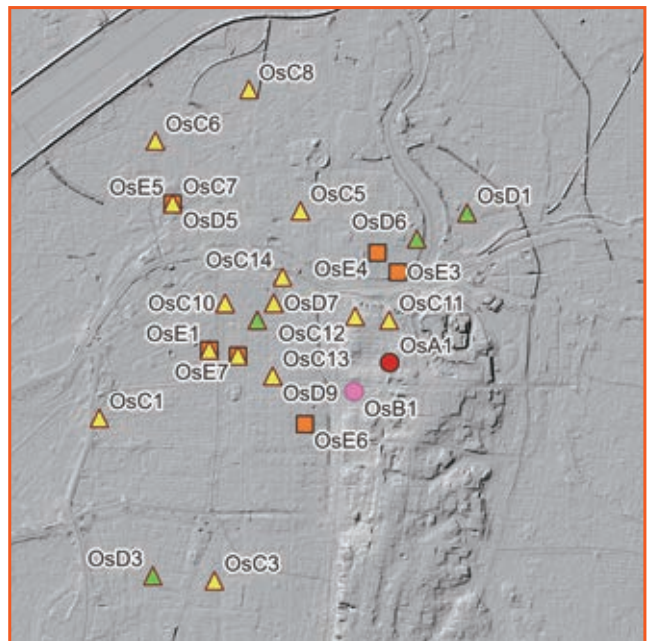 OsC8
OsC6
OsE5 OsC7
OsD5
OsC5
OsD1
OsD6
OsE4
OsE3
OsC14
OsC10
OsD7
OsC12
OsC11
OsE1
OsE7
OsC13
OsA1
OsD9
OsB1
OsC1
OsE6
OsD3
OsC3